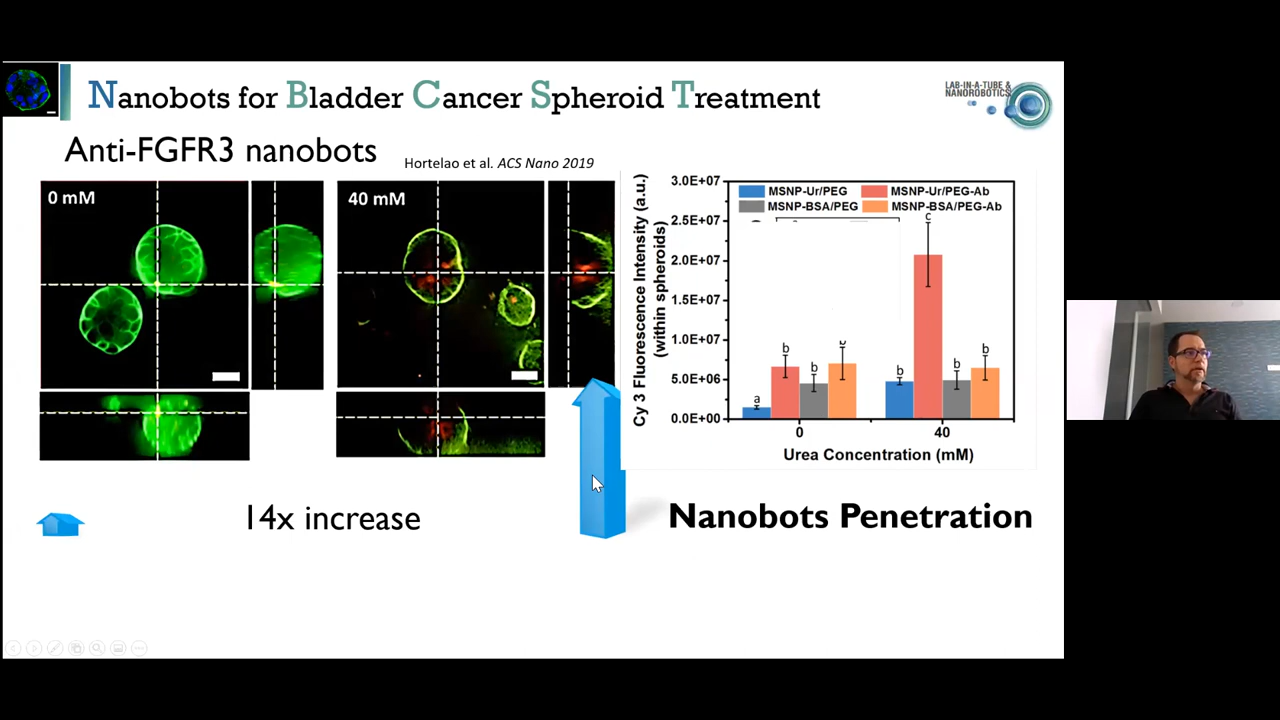 Nanobots for Bladder Cancer Spheroid Treatment
LAB-IN-A-TUBE &
NANOROBOTICS
Anti-FGFR3 nanobots
Hortelao et al. ACS Nano 2019
0 mM
40 mM
Cy 3 Fluorescence Intensity (a.u.)
(within spheroids)
3.0E+07
2.5E+07
2.0E+07
1.5E+07
1.0E+07
5.0E+06
0.0E+00
MSNP-Ur/PEG
MSNP-Ur/PEG-Ab
MSNP-BSA/PEG
MSNP-BSA/PEG-Ab
a
b
b
b
c
b
b
0
40
Urea Concentration (mM)
14x increase
Nanobots Penetration